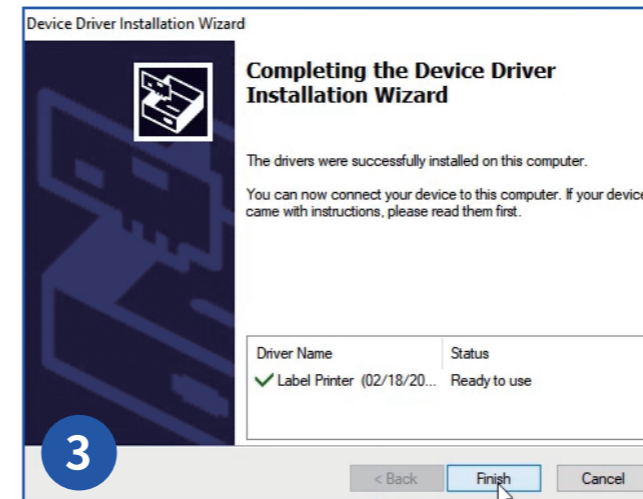 Device Driver Installation Wizard
Completing the Device Driver
Installation Wizard
The drivers were successfully installed on this computer.
You can now connect your device to this computer. If your device
came with instructions, please read them first.
Driver Name Status
Label Printer (02/18/20... Ready to use
3
< Back Finish Cancel